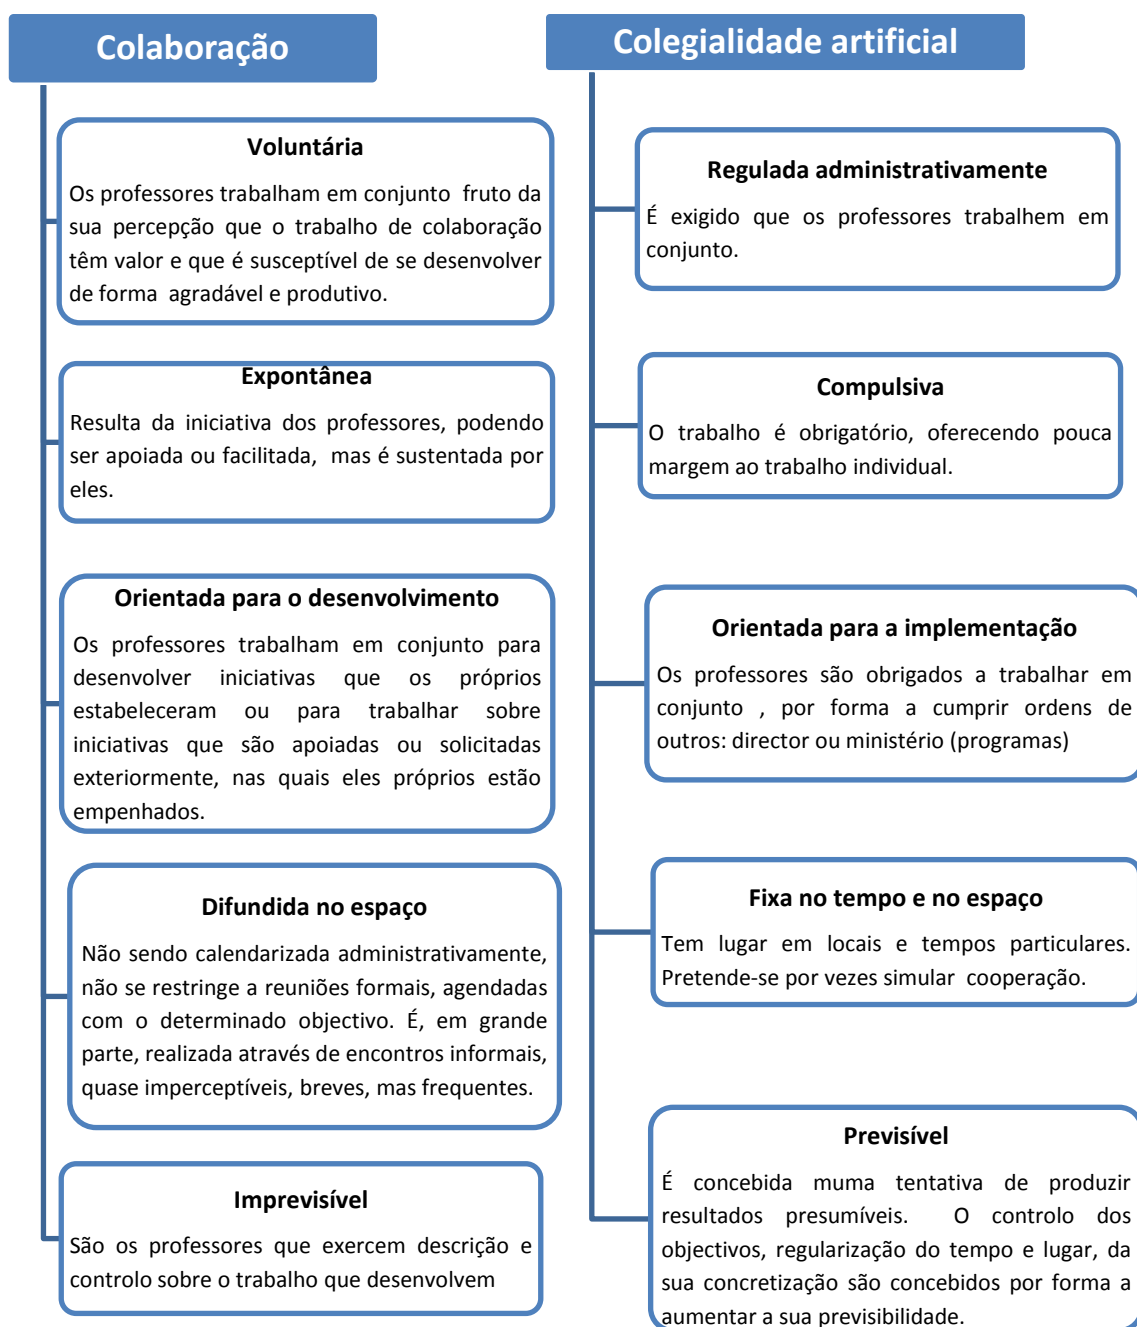 Colaboração
Voluntária
Os professores trabalham em conjunto fruto da
sua percepção que o trabalho de colaboração
têm valor e que é susceptível de se desenvolver
de forma agradável e produtivo.
Expontânea
Resulta da iniciativa dos professores, podendo
ser apoiada ou facilitada, mas é sustentada por
eles.
Orientada para o desenvolvimento
Os professores trabalham em conjunto para
desenvolver iniciativas que os próprios
estabeleceram ou para trabalhar sobre
iniciativas que são apoiadas ou solicitadas
exteriormente, nas quais eles próprios estão
empenhados.
Difundida no espaço
Não sendo calendarizada administrativamente,
não se restringe a reuniões formais, agendadas
com o determinado objectivo. É, em grande
parte, realizada através de encontros informais,
quase imperceptíveis, breves, mas frequentes.
Imprevisível
São os professores que exercem descrição e
controlo sobre o trabalho que desenvolvem
Colegialidade artificial
Regulada administrativamente
É exigido que os professores trabalhem em
conjunto.
Compulsiva
O trabalho é obrigatório, oferecendo pouca
margem ao trabalho individual.
Orientada para a implementação
Os professores são obrigados a trabalhar em
conjunto , por forma a cumprir ordens de
outros: director ou ministério (programas)
Fixa no tempo e no espaço
Tem lugar em locais e tempos particulares.
Pretende-se por vezes simular cooperação.
Previsível
É concebida muma tentativa de produzir
resultados presumíveis. O controlo dos
objectivos, regularização do tempo e lugar, da
sua concretização são concebidos por forma a
aumentar a sua previsibilidade.